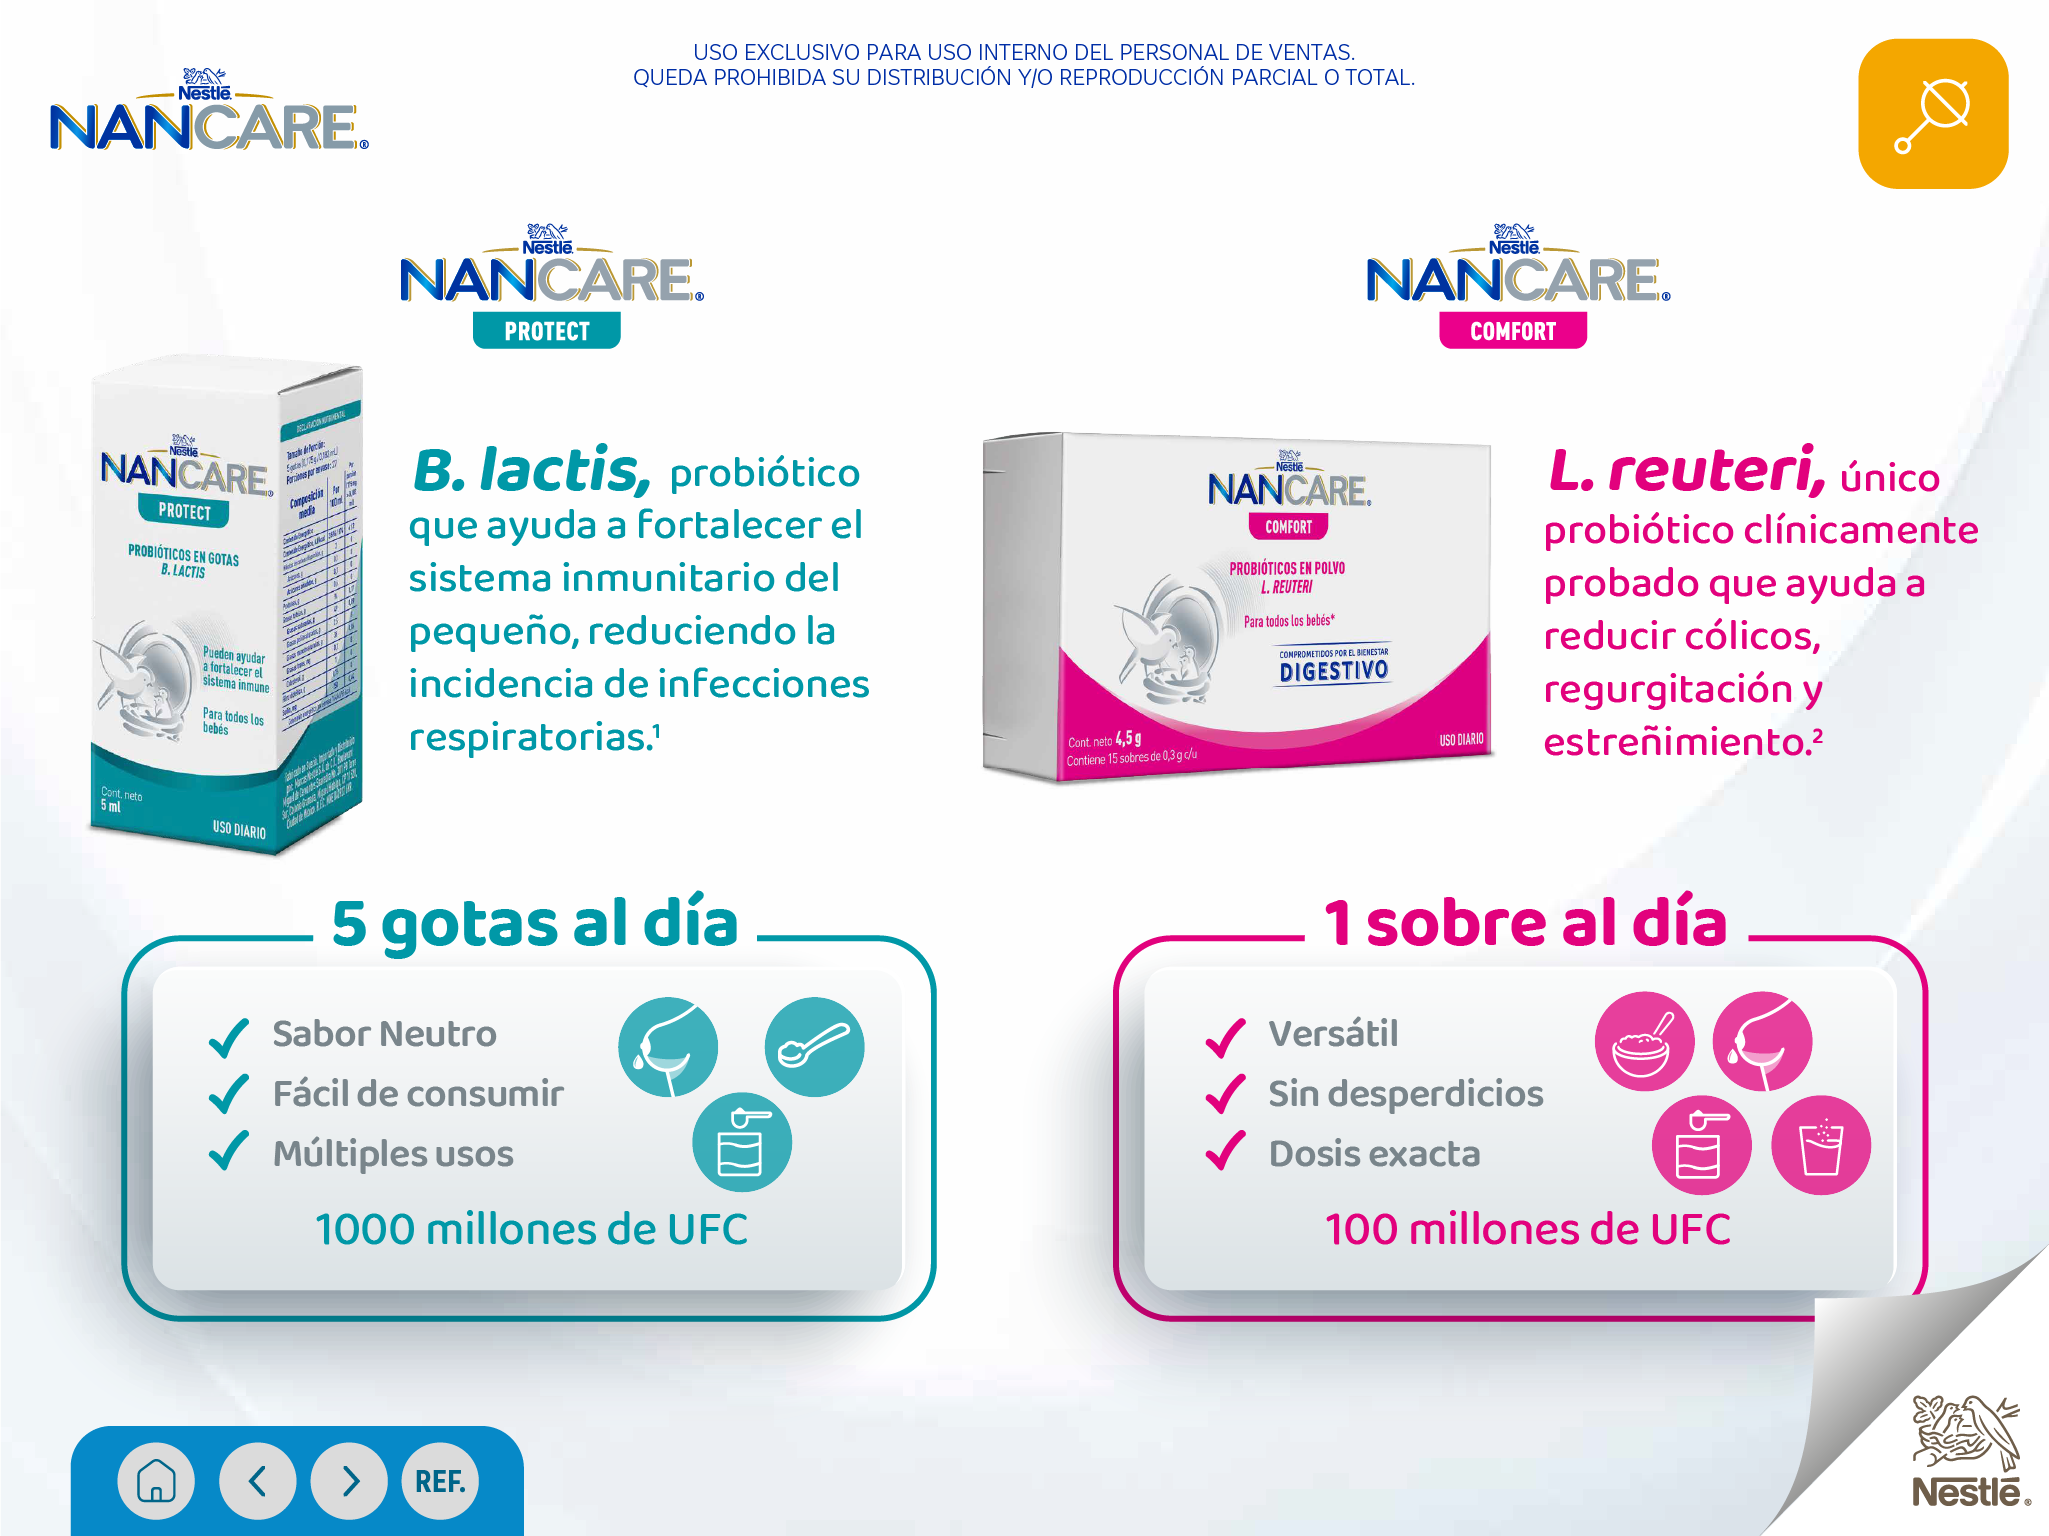 USO EXCLUSIVO PARA USO INTERNO DEL PERSONAL DE VENTAS.
QUEDA PROHIBIDA SU DISTRIBUCIÓN Y/O REPRODUCCIÓN PARCIAL O TOTAL.
Nestlé
NANCARE®
Nestlé
NANCARE®
PROTECT
Nestlé
NANCARE
PROTECT
PROBIÓTICOS EN GOTAS
B. LACTIS
Pueden ayudar
a fortalecer el
sistema inmune
Para todos los
bebés
Cont. neto
5 ml
USO DIARIO
DECLARACIÓN NUTRIMENTAL
Composición
media
B. lactis, probiótico
que ayuda a fortalecer el
sistema inmunitario del
pequeño, reduciendo la
incidencia de infecciones
respiratorias.¹
5 gotas al día
Sabor Neutro
Fácil de consumir
Múltiples usos
1000 millones de UFC
Nestlé
NANCARE®
COMFORT
Nestlé
NANCARE.
COMFORT
PROBIÓTICOS EN POLVO
L. REUTERI
Para todos los bebés*
COMPROMETIDOS POR EL BIENESTAR
DIGESTIVO
Cont. neto 4,5 g
Contiene 15 sobres de 0,3 g c/u
USO DIARIO
L. reuteri, único
probiótico clínicamente
probado que ayuda a
reducir cólicos,
regurgitación y
estreñimiento.²
1 sobre al día
Versátil
Sin desperdicios
Dosis exacta
100 millones de UFC
REF.
Nestlé®